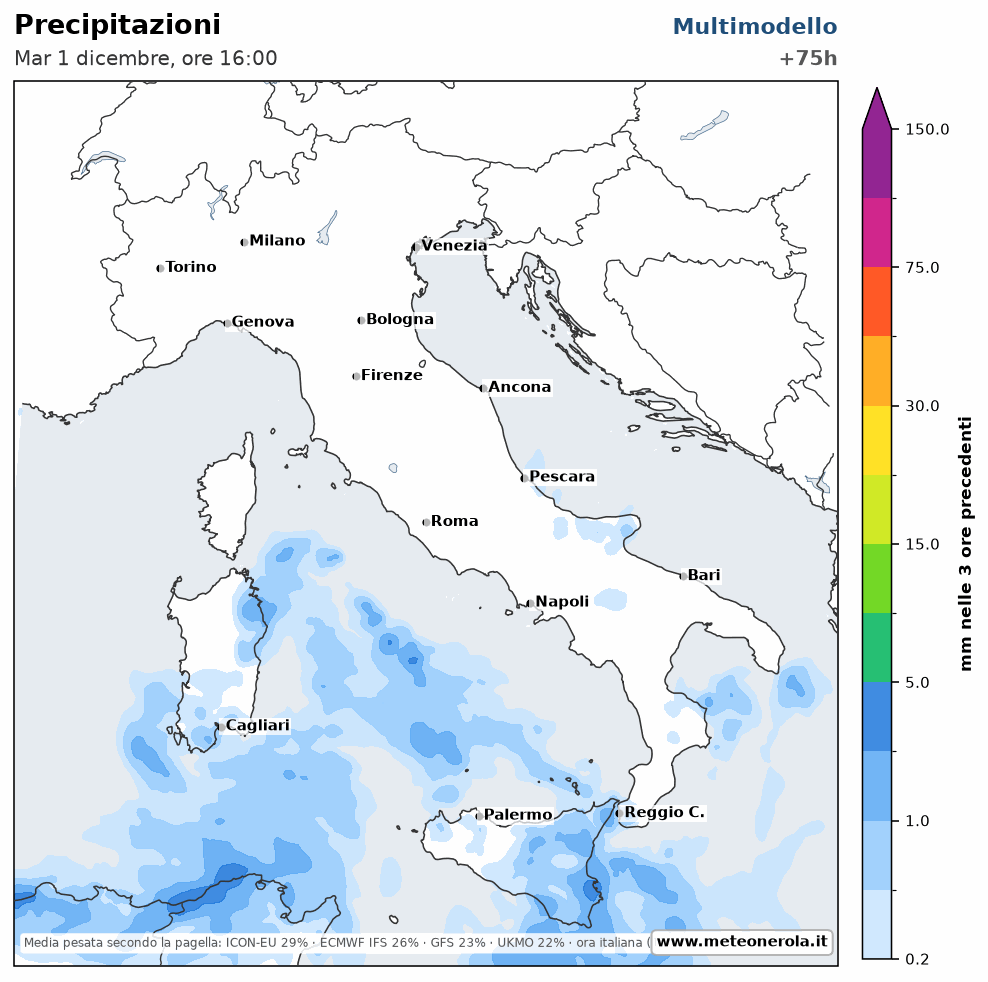 Precipitazioni
Multimodello
Mar 1 dicembre, ore 16:00
+75h
150.0
75.0
30.0
15.0
5.0
1.0
0.2
mm nelle 3 ore precedenti
Milano
Venezia
Torino
Genova
Bologna
Firenze
Ancona
Pescara
Roma
Bari
Napoli
Cagliari
Palermo
Reggio C.
Media pesata secondo la pagella: ICON-EU 29% · ECMWF IFS 26% · GFS 23% · UKMO 22% · ora italiana (
www.meteonerola.it